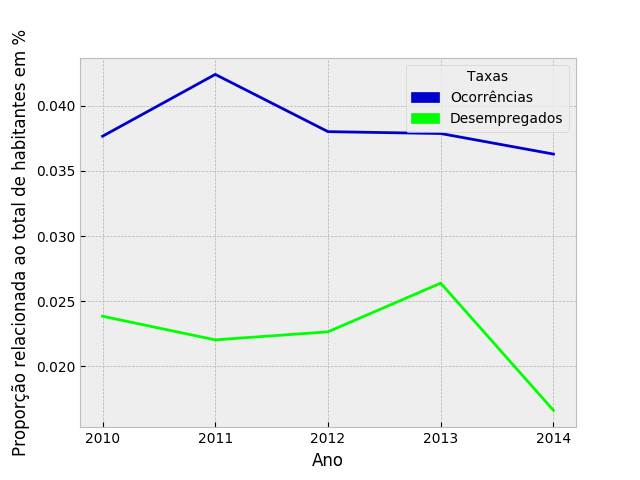 Proporção relacionada ao total de habitantes em %
0.040
0.035
0.030
0.025
0.020
Taxas
Ocorrências
Desempregados
2010 2011 2012 2013 2014
Ano